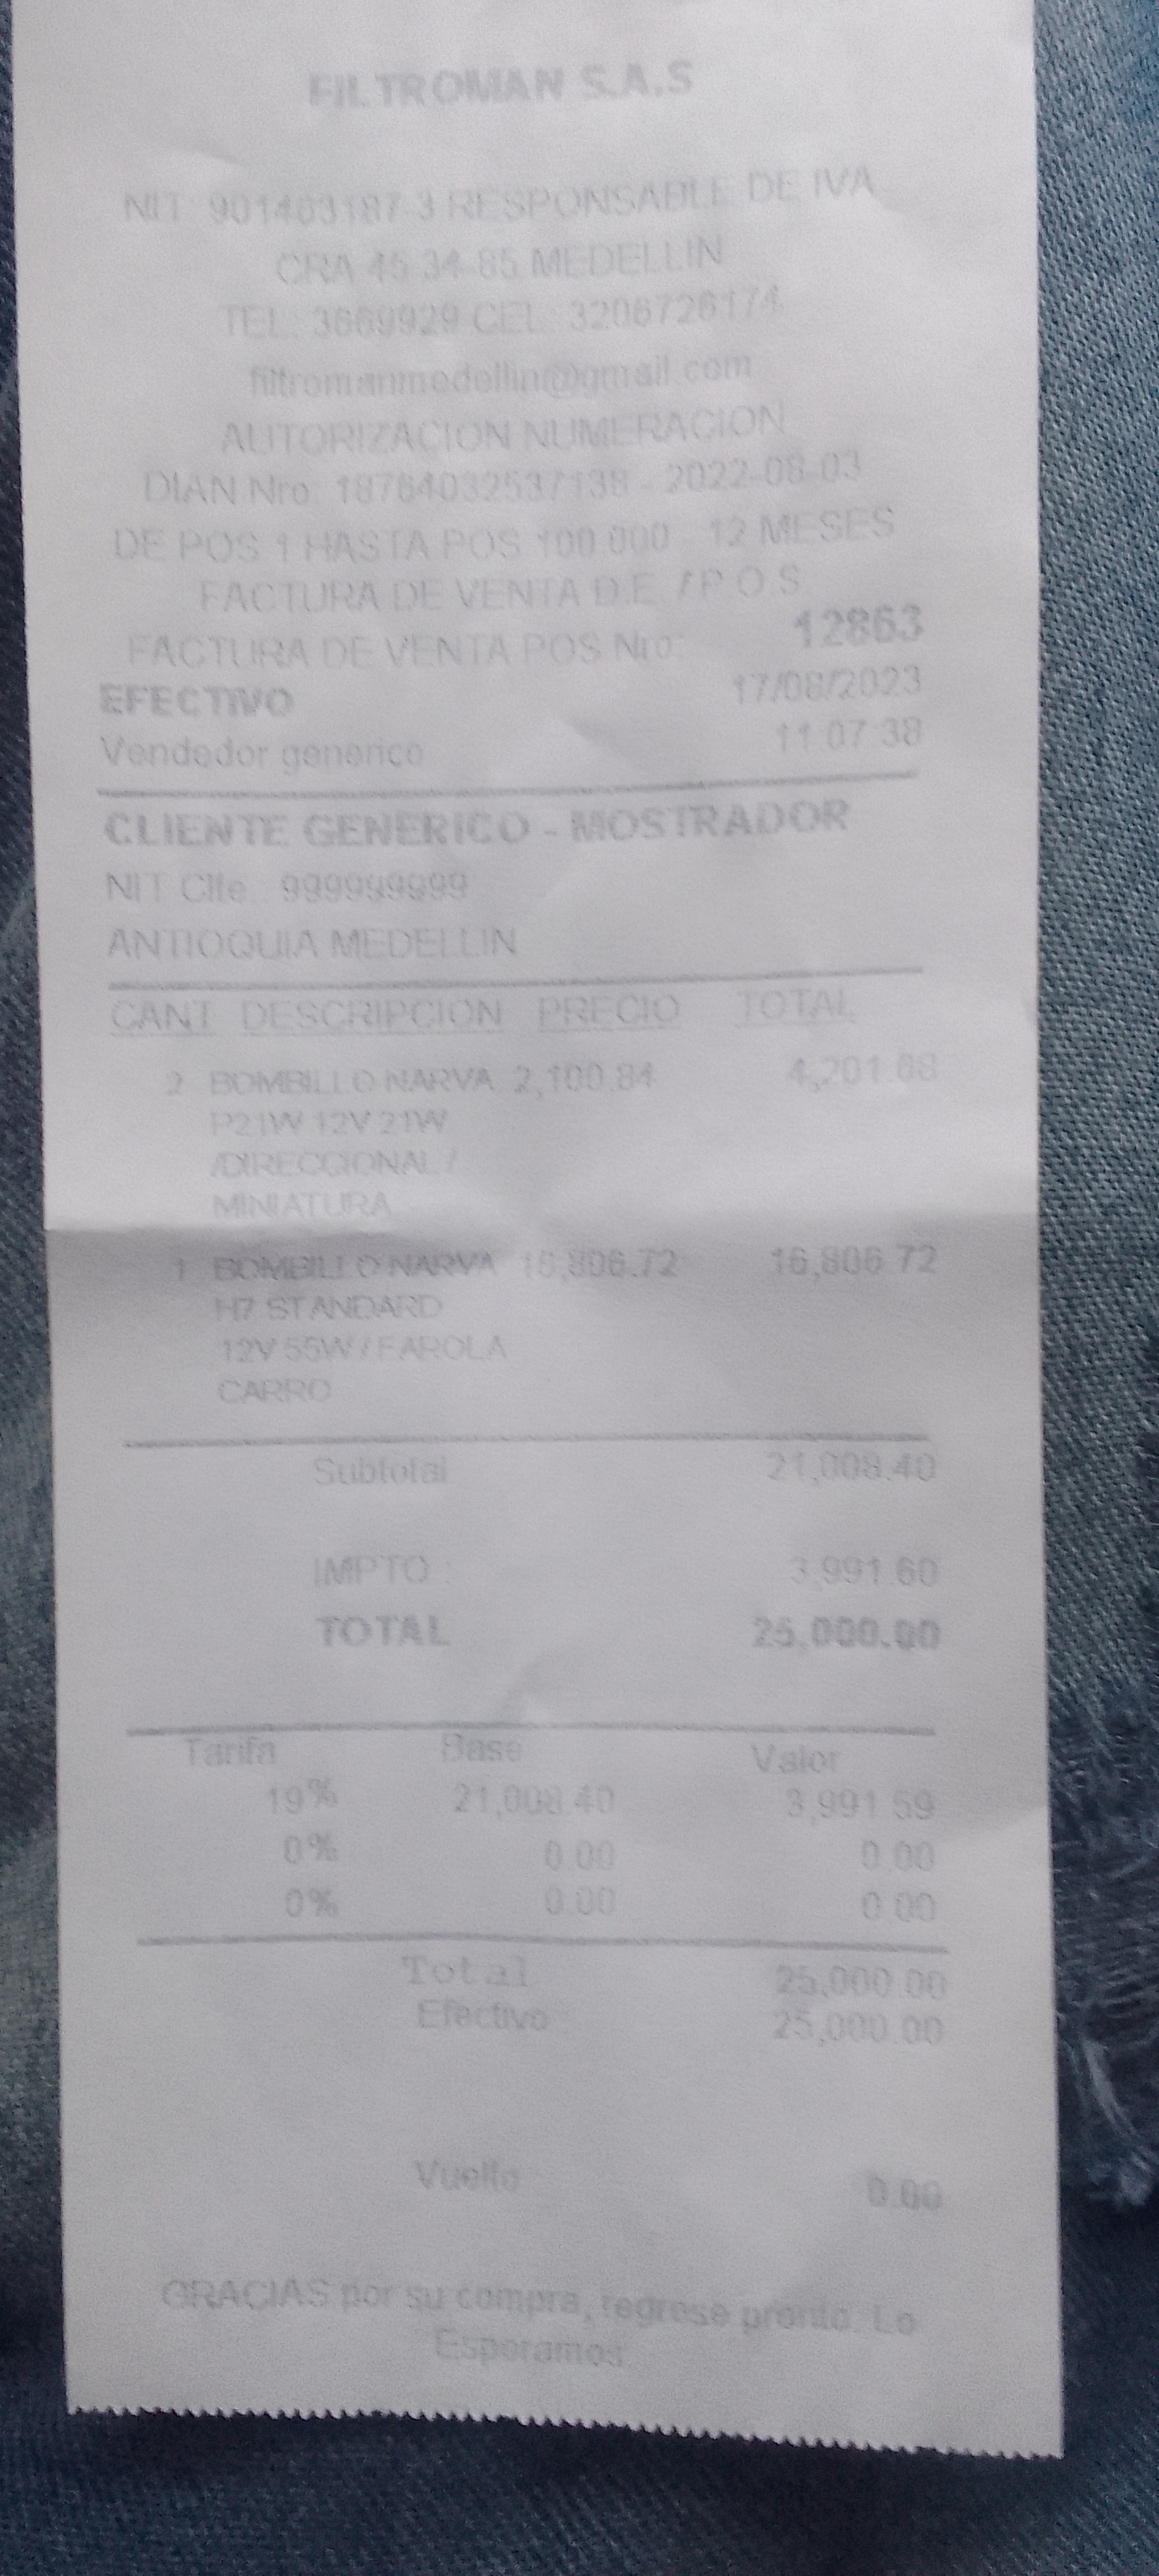 FILTROMAN S.A.S
NIT: 901403187-3 RESPONSABLE DE IVA
CRA 45 34-85 MEDELLIN
TEL: 3669929 CEL: 3206726174
filtromanmedellin@gmail.com
AUTORIZACION NUMERACION
DIAN Nro: 18764032537138 - 2022-08-03
DE POS 1 HASTA POS 100.000 - 12 MESES
FACTURA DE VENTA D.E. / P.O.S
FACTURA DE VENTA POS Nro: 12863
EFECTIVO 17/08/2023
Vendedor generico 11:07:38
CLIENTE GENERICO - MOSTRADOR
NIT Clte.: 999999999
ANTIOQUIA MEDELLIN
CANT DESCRIPCION PRECIO TOTAL
2 BOMBILLO NARVA 2,100.84 4,201.68
P21W 12V 21W
/DIRECCIONAL /
MINIATURA
1 BOMBILLO NARVA 16,806.72 16,806.72
H7 STANDARD
12V 55W / FAROLA
CARRO
Subtotal 21,008.40
IMPTO : 3,991.60
TOTAL 25,000.00
Tarifa Base Valor
19% 21,008.40 3,991.59
0% 0.00 0.00
0% 0.00 0.00
Total 25,000.00
Efectivo 25,000.00
Vuelto 0.00
GRACIAS por su compra, regrese pronto. Lo
Esperamos.